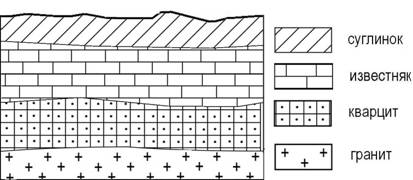 суглинок
известняк
кварцит
гранит